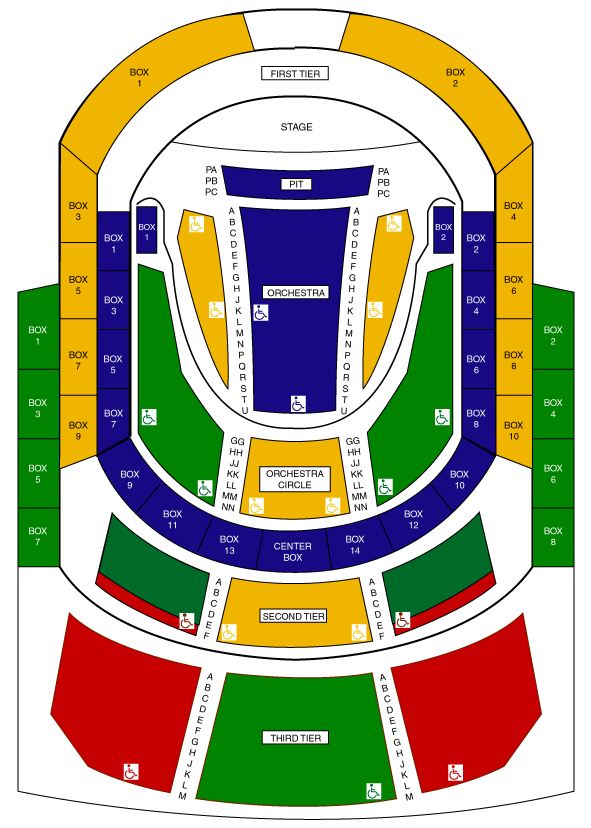 BOX
1
BOX
2
FIRST TIER
STAGE
PA
PB
PC
PIT
PA
PB
PC
BOX
3
BOX
4
BOX
1
BOX
1
BOX
2
BOX
2
A
B
C
D
E
F
G
H
J
K
L
M
N
P
Q
R
S
T
U
ORCHESTRA
A
B
C
D
E
F
G
H
J
K
L
M
N
P
Q
R
S
T
U
BOX
5
BOX
6
BOX
3
BOX
4
BOX
1
BOX
2
BOX
7
BOX
8
BOX
5
BOX
6
BOX
3
BOX
4
BOX
9
BOX
10
BOX
7
BOX
8
BOX
5
BOX
6
BOX
7
BOX
8
GG
HH
JJ
KK
LL
MM
NN
ORCHESTRA
CIRCLE
GG
HH
JJ
KK
LL
MM
NN
BOX
9
BOX
10
BOX
11
BOX
12
BOX
13
CENTER
BOX
BOX
14
A
B
C
D
E
F
SECOND TIER
A
B
C
D
E
F
A
B
C
D
E
F
G
H
J
K
L
M
THIRD TIER
A
B
C
D
E
F
G
H
J
K
L
M